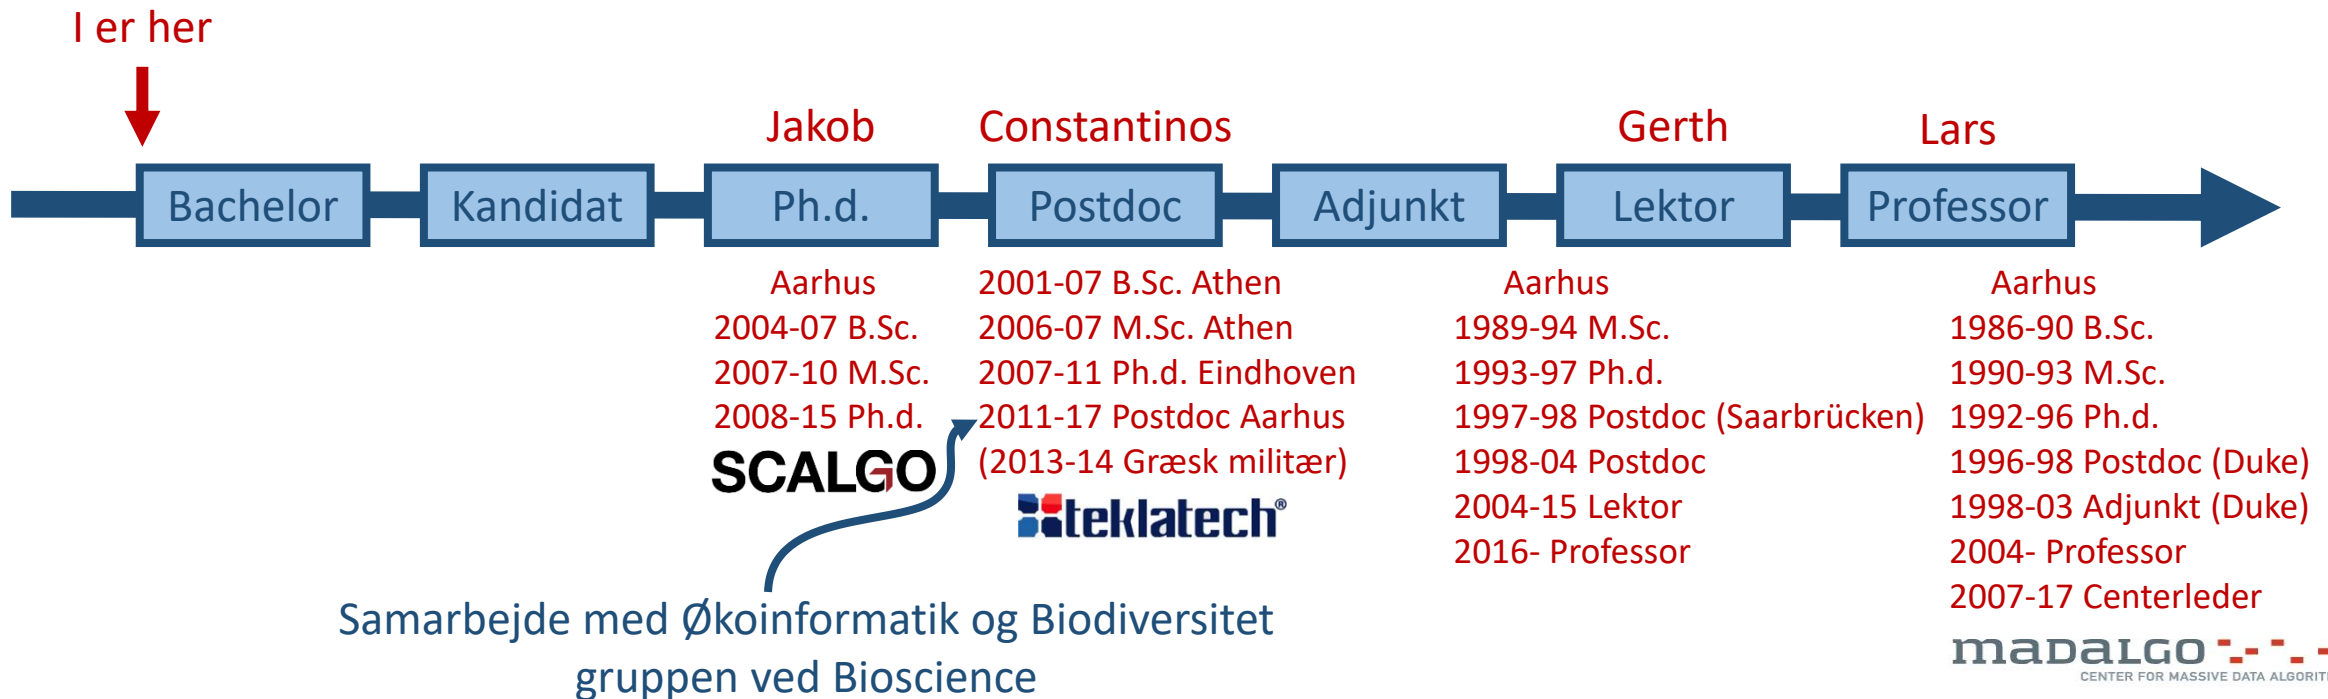 I er her
Jakob
Constantinos
Gerth
Lars
Bachelor
Kandidat
Ph.d.
Postdoc
Adjunkt
Lektor
Professor
Aarhus
2004-07 B.Sc.
2007-10 M.Sc.
2008-15 Ph.d.
SCALGO
2001-07 B.Sc. Athen
2006-07 M.Sc. Athen
2007-11 Ph.d. Eindhoven
2011-17 Postdoc Aarhus
(2013-14 Græsk militær)
teklatech®
Aarhus
1989-94 M.Sc.
1993-97 Ph.d.
1997-98 Postdoc (Saarbrücken)
1998-04 Postdoc
2004-15 Lektor
2016- Professor
Aarhus
1986-90 B.Sc.
1990-93 M.Sc.
1992-96 Ph.d.
1996-98 Postdoc (Duke)
1998-03 Adjunkt (Duke)
2004- Professor
2007-17 Centerleder
maDaLGO
CENTER FOR MASSIVE DATA ALGORIT
Samarbejde med Økoinformatik og Biodiversitet
gruppen ved Bioscience